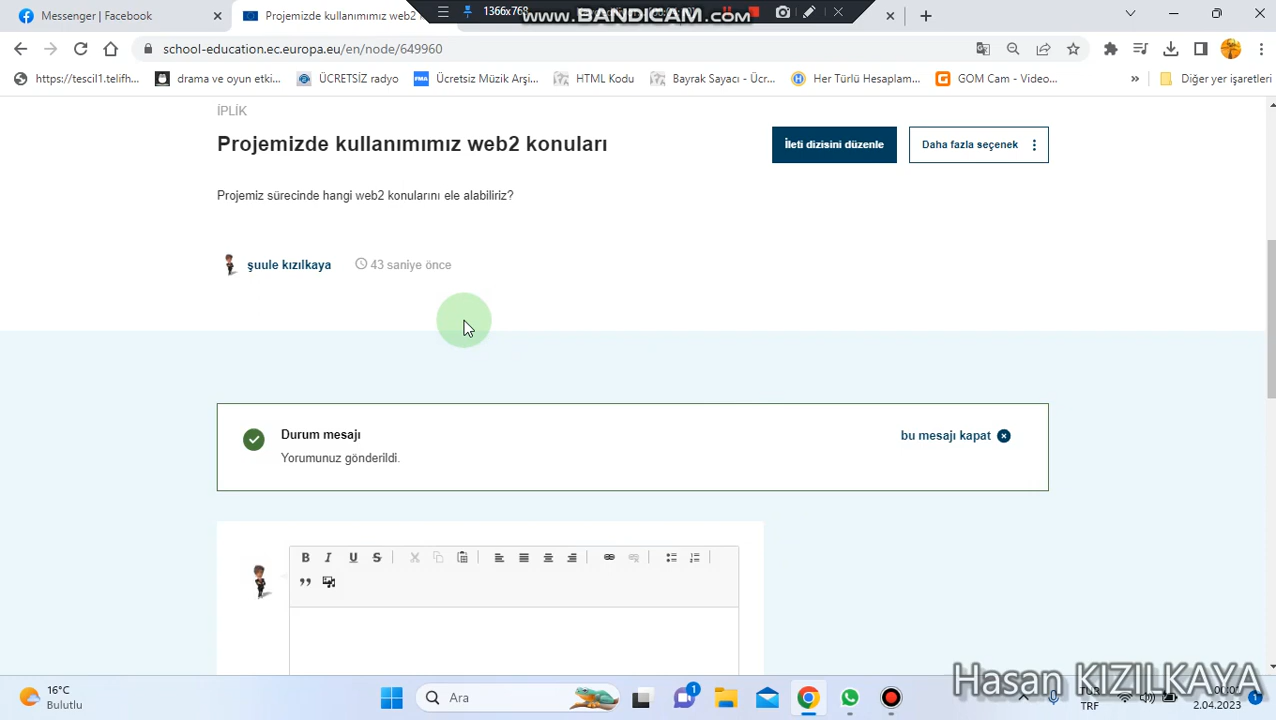 Messenger | Facebook
Projemizde kullanımımız web2
1366x768
www.BANDICAM.com
school-education.ec.europa.eu/en/node/649960
https://tescil1.telifh...
drama ve oyun etki...
ÜCRETSİZ radyo
Ücretsiz Müzik Arşi...
HTML Kodu
Bayrak Sayacı - Ücr...
Her Türlü Hesaplam...
GOM Cam - Video...
»
Diğer yer işaretleri
İPLİK
Projemizde kullanımımız web2 konuları
İleti dizisini düzenle
Daha fazla seçenek
Projemiz sürecinde hangi web2 konularını ele alabiliriz?
şuule kızılkaya
43 saniye önce
Durum mesajı
bu mesajı kapat
Yorumunuz gönderildi.
B I U S
16°C
Bulutlu
Ara
1
Hasan KIZILKAYA
TRF
2.04.2023
1